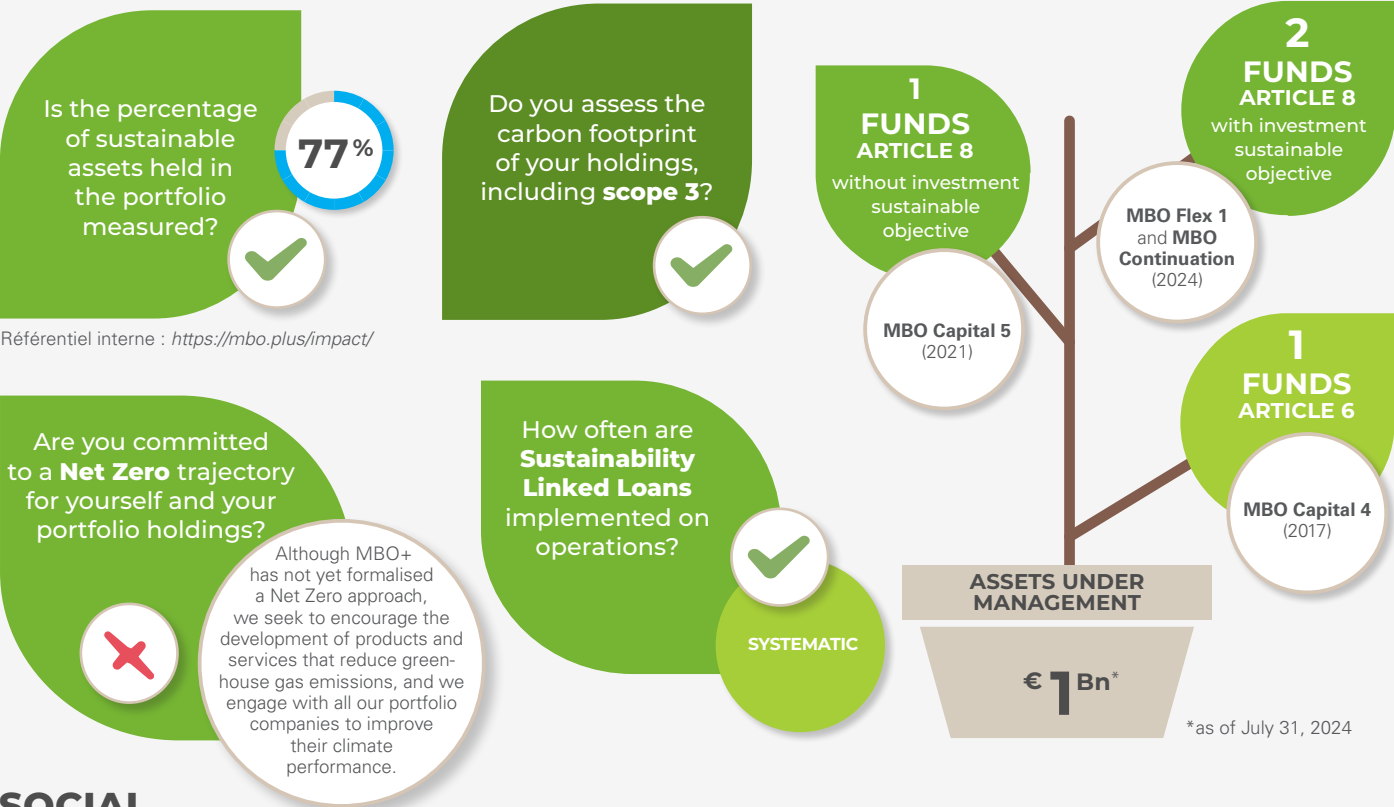 Is the percentage
of sustainable
assets held in
the portfolio
measured?
77%
Référentiel interne : https://mbo.plus/impact/
Do you assess the
carbon footprint
of your holdings,
including scope 3?
1
FUNDS
ARTICLE 8
without investment
sustainable
objective
MBO Capital 5
(2021)
2
FUNDS
ARTICLE 8
with investment
sustainable
objective
MBO Flex 1
and MBO
Continuation
(2024)
1
FUNDS
ARTICLE 6
MBO Capital 4
(2017)
Are you committed
to a Net Zero trajectory
for yourself and your
portfolio holdings?
Although MBO+
has not yet formalised
a Net Zero approach,
we seek to encourage the
development of products and
services that reduce green-
house gas emissions, and we
engage with all our portfolio
companies to improve
their climate
performance.
How often are
Sustainability
Linked Loans
implemented on
operations?
SYSTEMATIC
ASSETS UNDER
MANAGEMENT
€ 1 Bn*
*as of July 31, 2024
SOCIAL